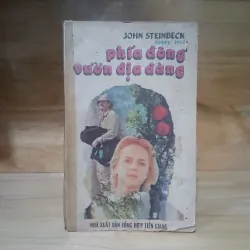 JOHN STEINBECK
phía đông
vườn địa đàng
NHÀ XUẤT BẢN TỔNG HỢP TIỀN GIANG